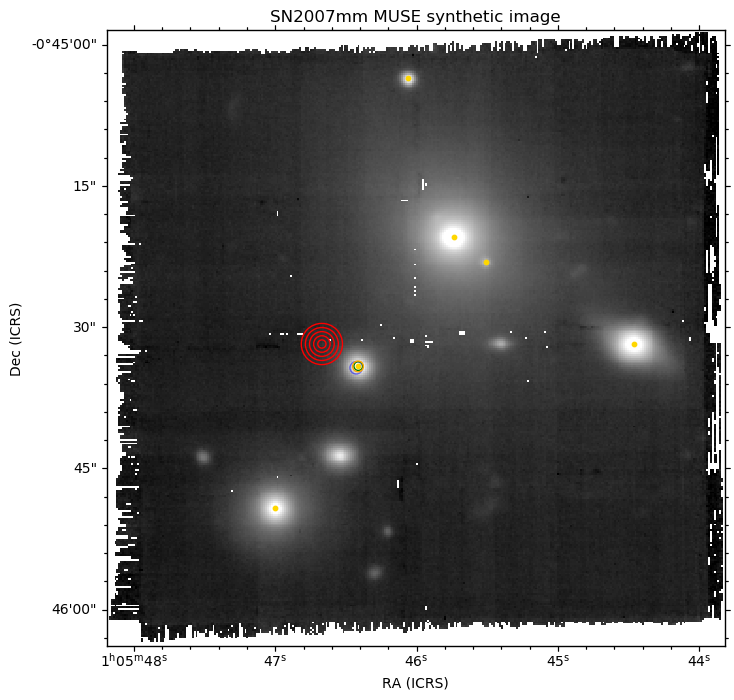 SN2007mm MUSE synthetic image
-0°45'00"
15"
30"
45"
46'00"
Dec (ICRS)
1ʰ05ᵐ48ˢ
47ˢ
46ˢ
45ˢ
44ˢ
RA (ICRS)